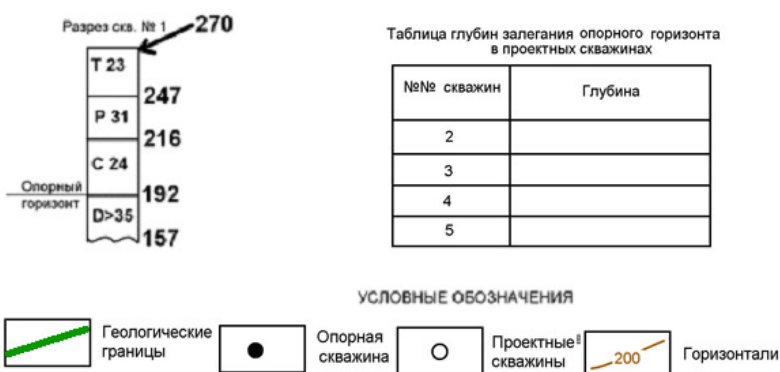 Разрез скв. № 1
270
Т 23
247
Р 31
216
С 24
Опорный
горизонт
192
D>35
157
Таблица глубин залегания опорного горизонта
в проектных скважинах
№№ скважин
Глубина
2
3
4
5
УСЛОВНЫЕ ОБОЗНАЧЕНИЯ
Геологические
границы
Опорная
скважина
Проектные
скважины
200
Горизонтали